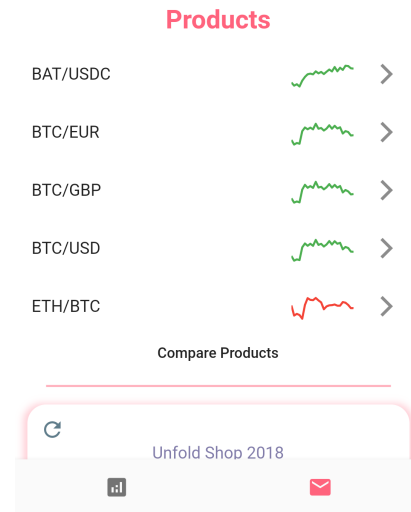 Products
BAT/USDC
BTC/EUR
BTC/GBP
BTC/USD
ETH/BTC
Compare Products
Unfold Shop 2018